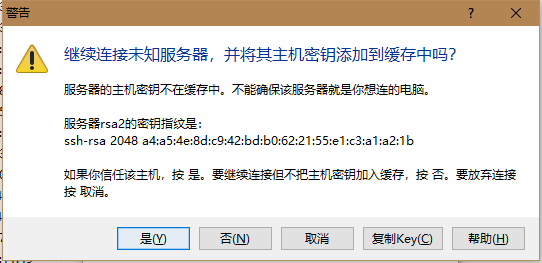 警告
继续连接未知服务器，并将其主机密钥添加到缓存中吗?
服务器的主机密钥不在缓存中。不能确保该服务器就是你想连的电脑。
服务器rsa2的密钥指纹是:
ssh-rsa 2048 a4:a5:4e:8d:c9:42:bd:b0:62:21:55:e1:c3:a1:a2:1b
如果你信任该主机，按 是。要继续连接但不把主机密钥加入缓存，按 否。要放弃连接
按 取消。
是(Y) 否(N) 取消 复制Key(C) 帮助(H)